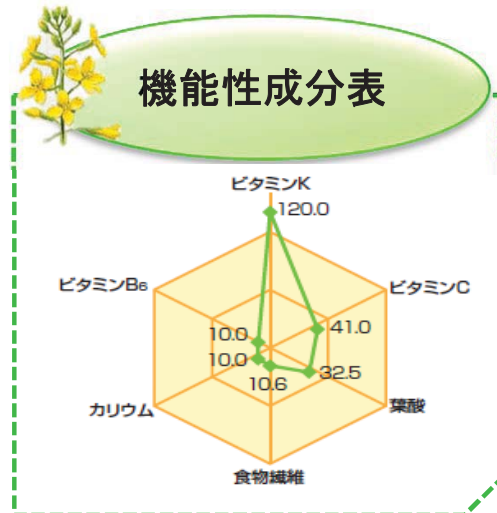 機能性成分表
ビタミンK
120.0
ビタミンB6
ビタミンC
10.0
41.0
10.0
32.5
10.6
カリウム
葉酸
食物繊維